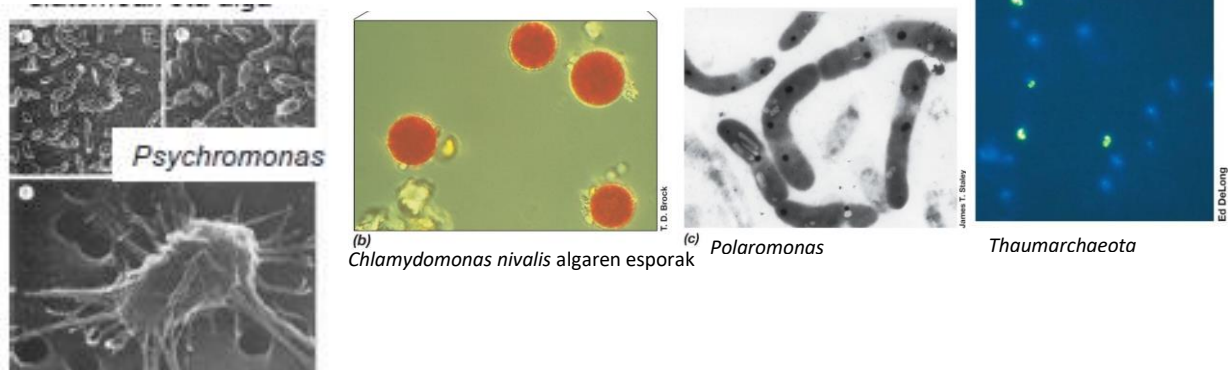 Psychromonas
(b)
T. D. Brock
Chlamydomonas nivalis algaren esporak
(c)
James T. Staley
Polaromonas
Ed DeLong
Thaumarchaeota